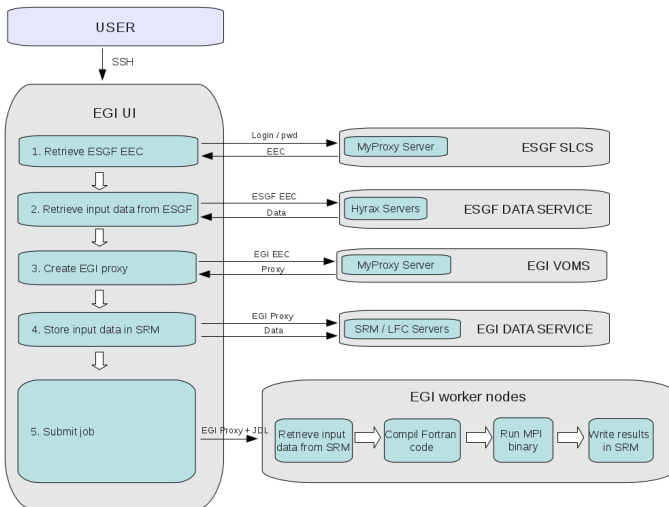 USER
SSH
EGI UI
1. Retrieve ESGF EEC
Login / pwd
EEC
MyProxy Server
ESGF SLCS
2. Retrieve input data from ESGF
ESGF EEC
Data
Hyrax Servers
ESGF DATA SERVICE
3. Create EGI proxy
EGI EEC
Proxy
MyProxy Server
EGI VOMS
4. Store input data in SRM
EGI Proxy
Data
SRM / LFC Servers
EGI DATA SERVICE
5. Submit job
EGI Proxy + JDL
EGI worker nodes
Retrieve input
data from SRM
Compil Fortran
code
Run MPI
binary
Write results
in SRM